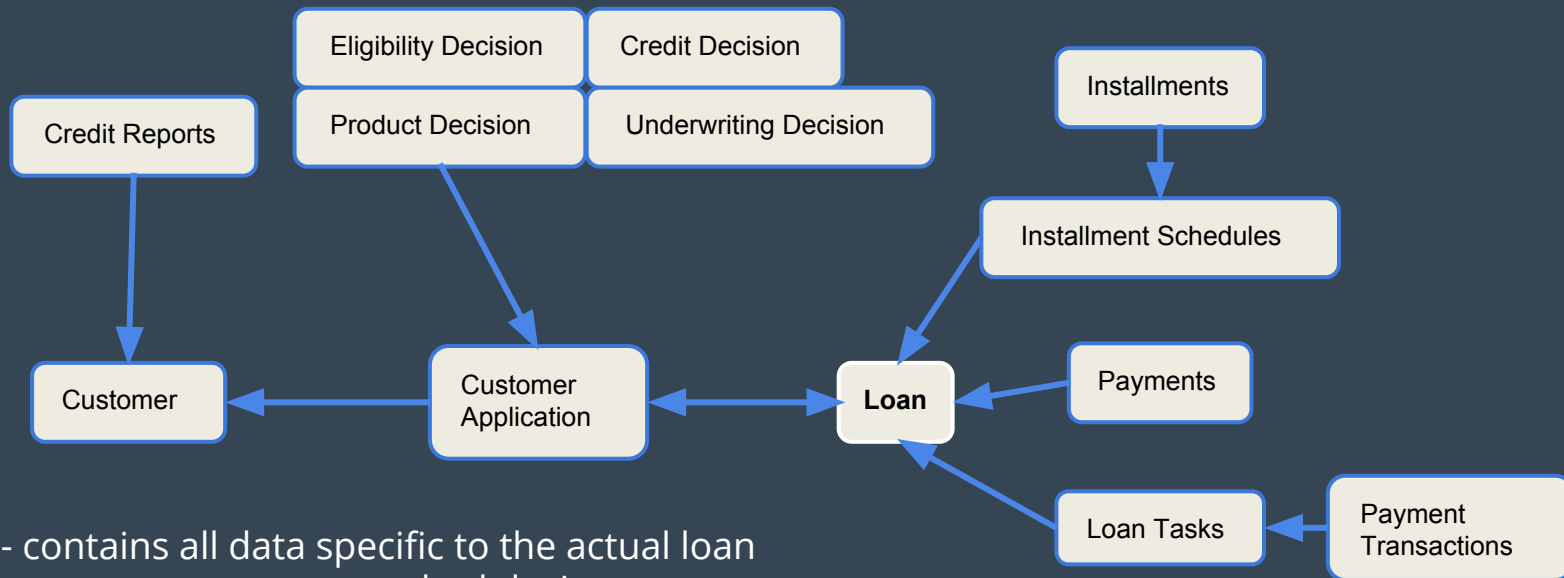 Eligibility Decision
Credit Decision
Installments
Credit Reports
Product Decision
Underwriting Decision
Installment Schedules
Customer
Customer
Application
Loan
Payments
Loan Tasks
Payment
Transactions
- contains all data specific to the actual loan